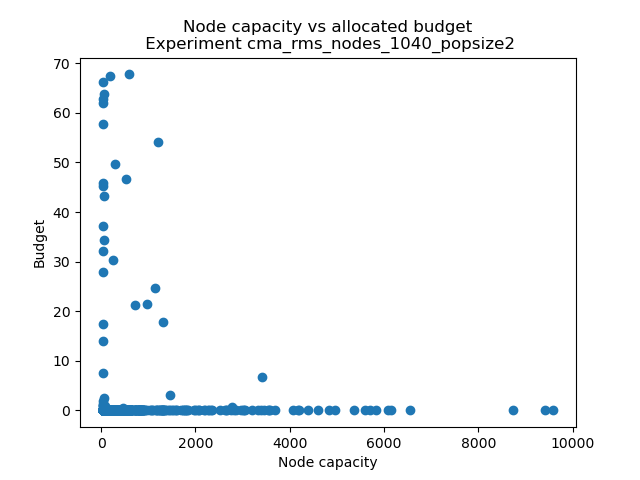 Node capacity vs allocated budget
Experiment cma_rms_nodes_1040_popsize2
70
60
50
40
30
20
10
0
Budget
0 2000 4000 6000 8000 10000
Node capacity